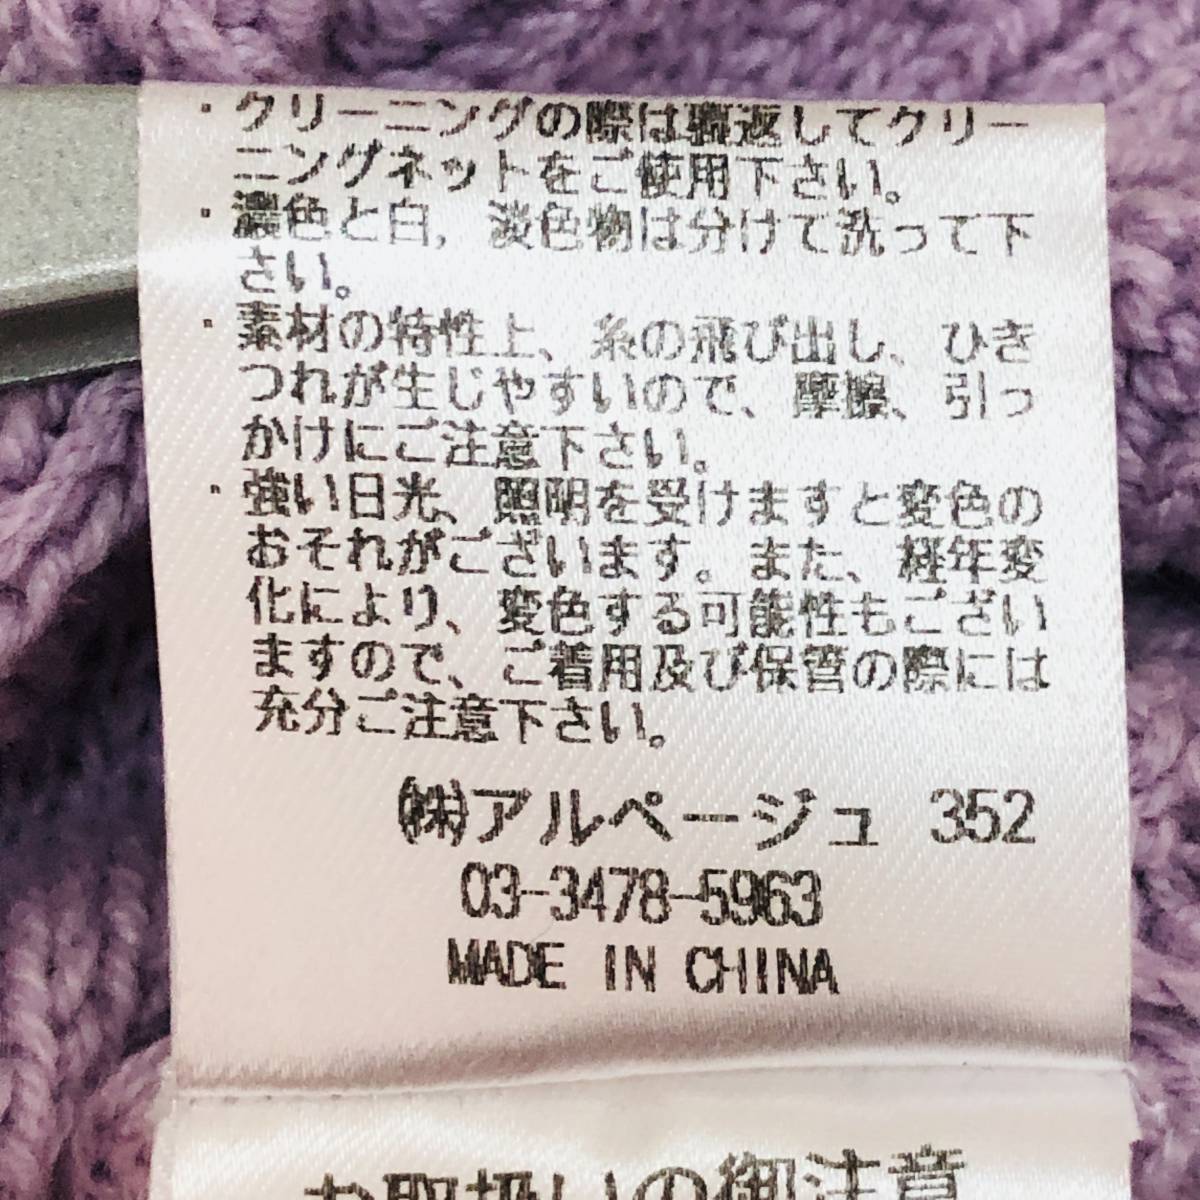 ・クリーニングの際は裏返してクリー
ニングネットをご使用下さい。
・濃色と白，淡色物は分けて洗って下
さい。
・素材の特性上、糸の飛び出し、ひき
つれが生じやすいので、摩擦、引っ
かけにご注意下さい。
・強い日光、照明を受けますと変色の
おそれがございます。また、経年変
化により、変色する可能性もござい
ますので、ご着用及び保管の際には
充分ご注意下さい。
㈱アルページュ 352
03-3478-5963
MADE IN CHINA
お取扱いの御注意